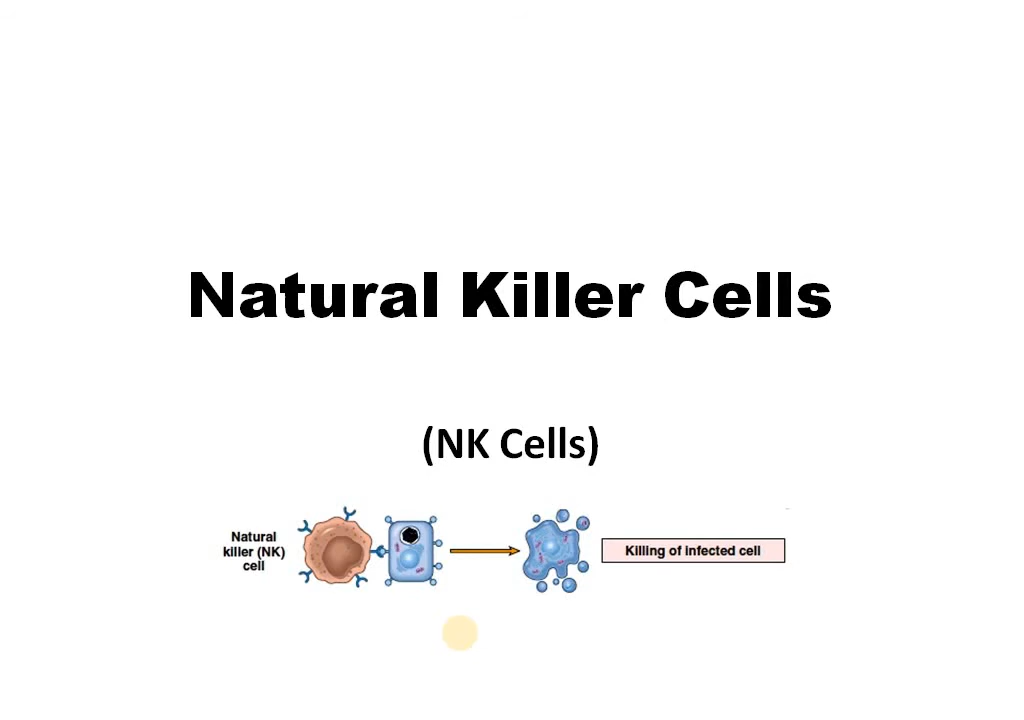 Natural Killer Cells
(NK Cells)
Natural
killer (NK)
cell
Killing of infected cell